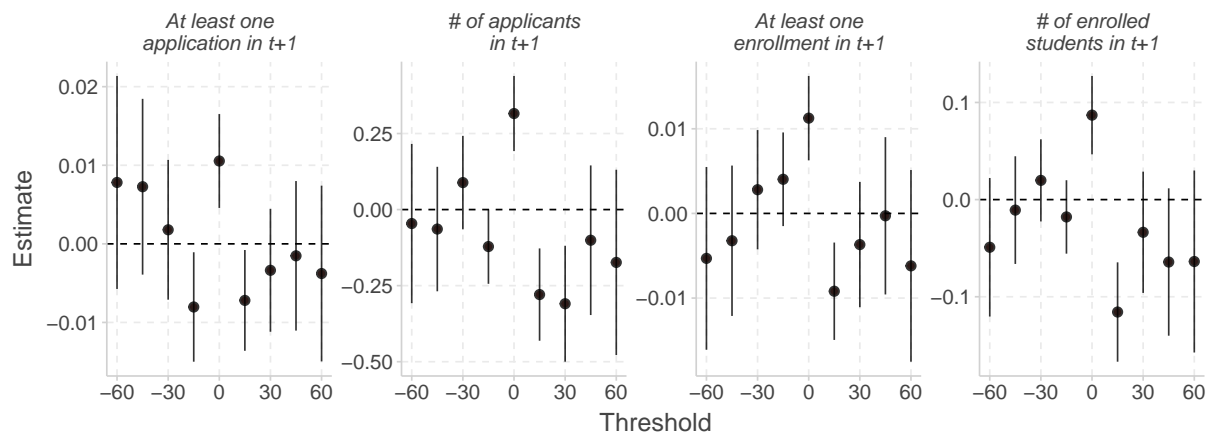 At least one
application in t+1
# of applicants
in t+1
At least one
enrollment in t+1
# of enrolled
students in t+1
Estimate
0.02
0.01
0.00
−0.01
0.25
0.00
−0.25
−0.50
0.01
0.00
−0.01
0.1
0.0
−0.1
−60 −30 0 30 60
−60 −30 0 30 60
−60 −30 0 30 60
−60 −30 0 30 60
Threshold